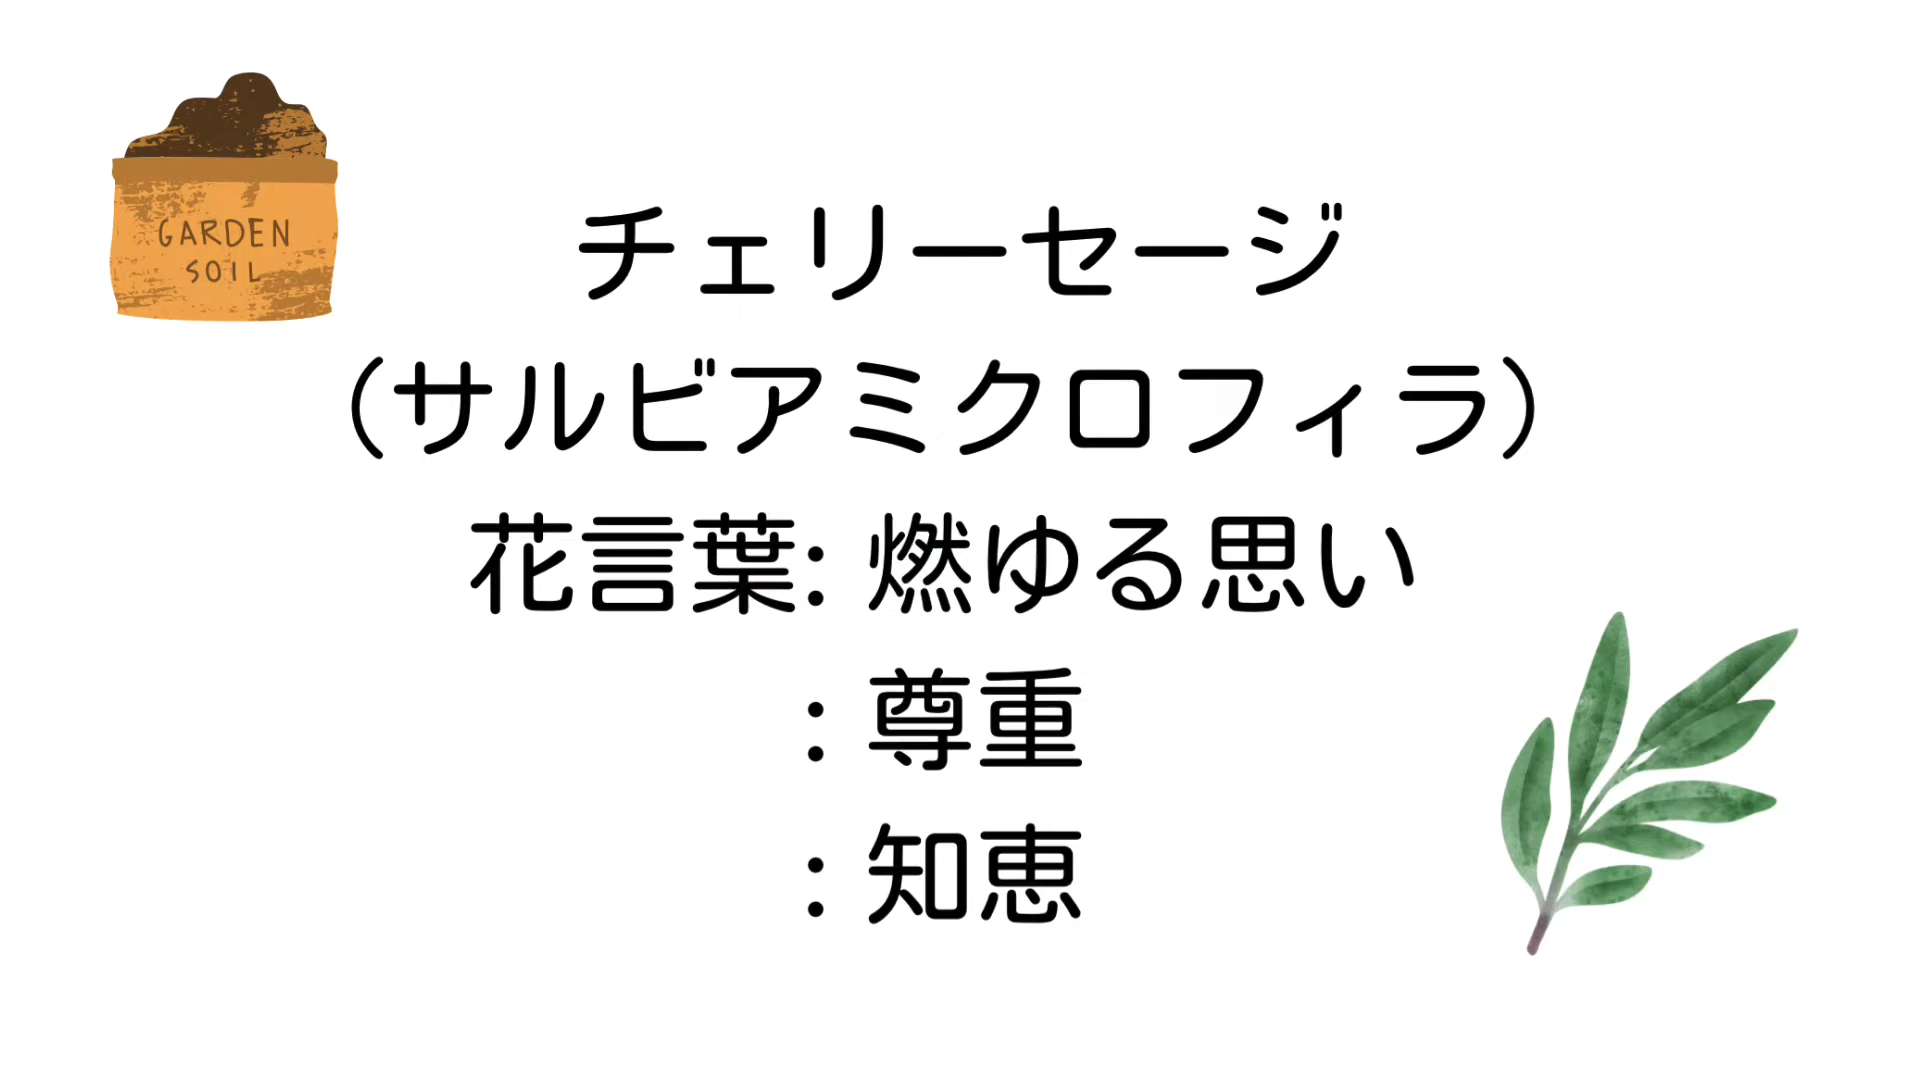 GARDEN
SOIL
チェリーセージ
（サルビアミクロフィラ）
花言葉: 燃ゆる思い
: 尊重
: 知恵